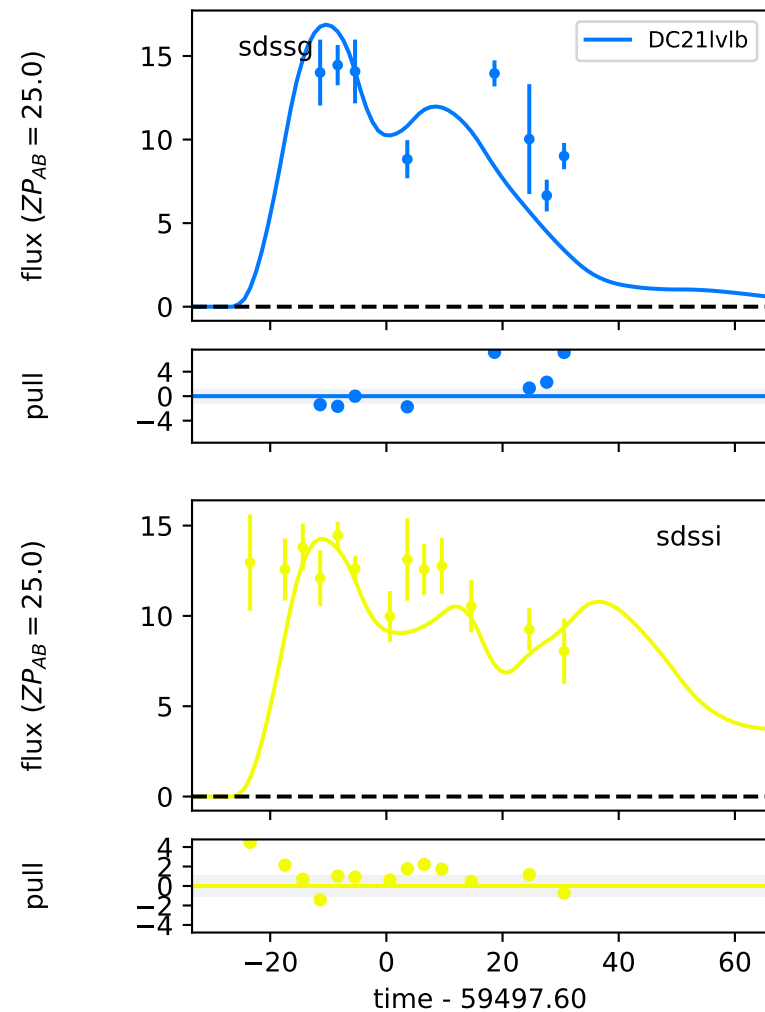 DC21lvlb
sdssg
flux (ZP_AB = 25.0)
15
10
5
0
pull
4
0
−4
sdssi
flux (ZP_AB = 25.0)
15
10
5
0
pull
4
2
0
−2
−4
−20 0 20 40 60
time - 59497.60